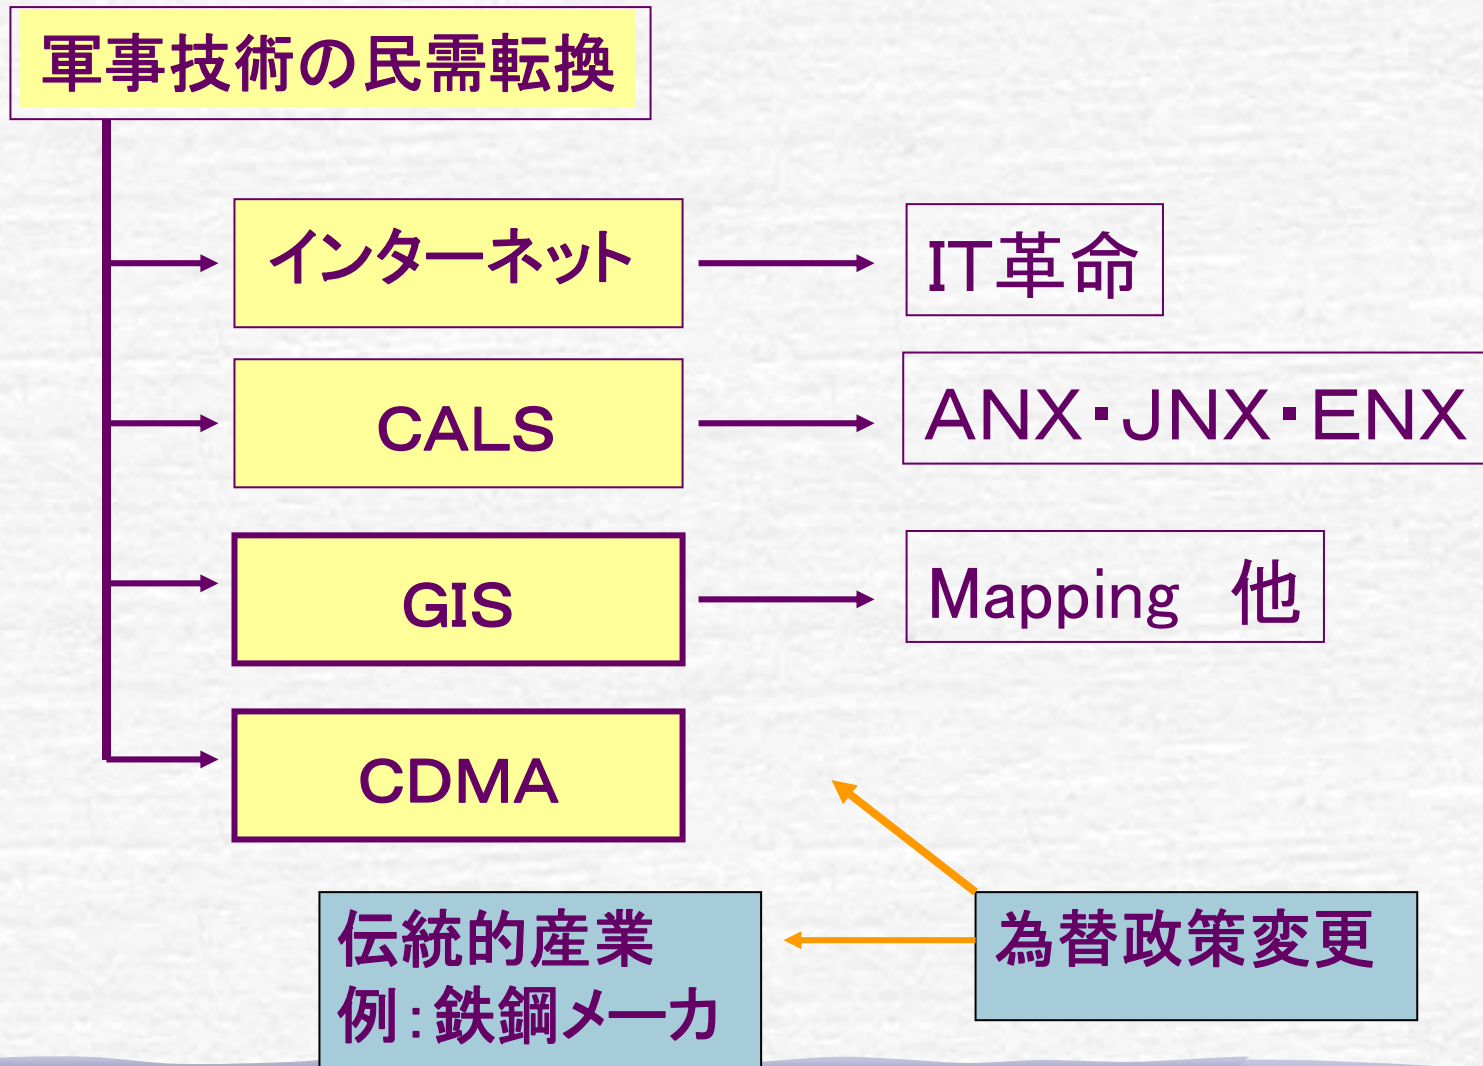 軍事技術の民需転換
インターネット
IT革命
CALS
ANX・JNX・ENX
GIS
Mapping　他
CDMA
伝統的産業
例：鉄鋼メーカ
為替政策変更